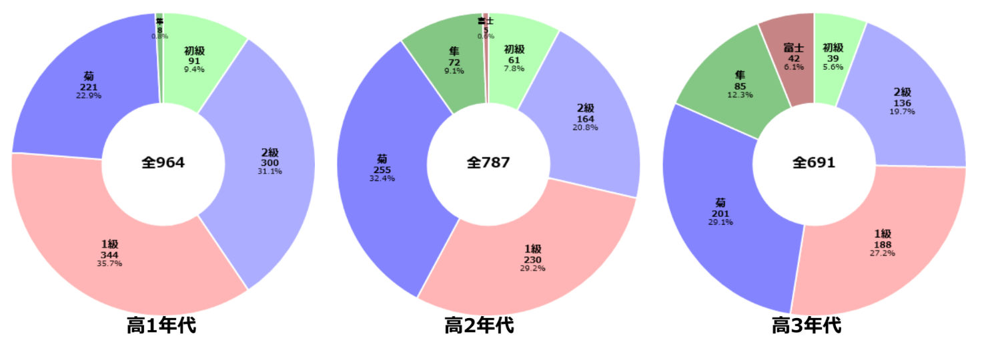 隼
8
0.8%
初級
91
9.4%
菊
221
22.9%
2級
300
31.1%
全964
1級
344
35.7%
高1年代
富士
5
0.6%
初級
61
7.8%
隼
72
9.1%
2級
164
20.8%
菊
255
32.4%
全787
1級
230
29.2%
高2年代
富士
42
6.1%
初級
39
5.6%
隼
85
12.3%
2級
136
19.7%
全691
菊
201
29.1%
1級
188
27.2%
高3年代